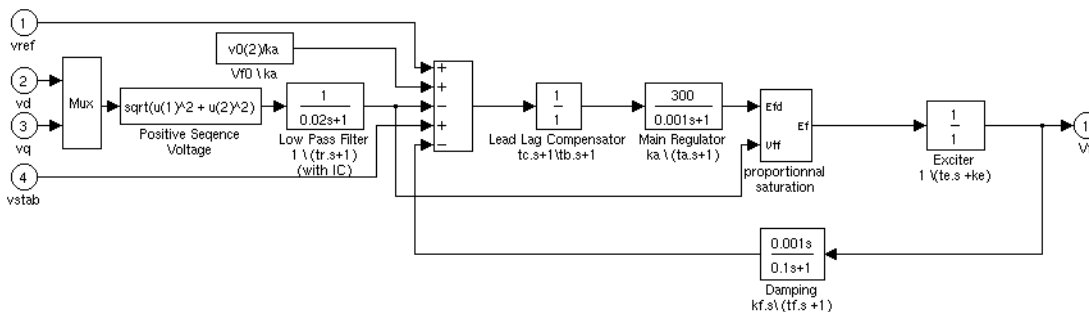 1
vref
v0(2)/ka
Vf0 \ ka
2
vd
Mux
3
vq
sqrt(u(1)^2 + u(2)^2)
Positive Seqence
Voltage
1
0.02s+1
Low Pass Filter
1 \ (tr.s+1)
(with IC)
4
vstab
+
+
−
+
−
1
1
Lead Lag Compensator
tc.s+1\tb.s+1
300
0.001s+1
Main Regulator
ka \ (ta.s+1)
Efd
Vtf
Ef
proportionnal
saturation
1
1
Exciter
1 \(te.s +ke)
1
0.001s
0.1s+1
Damping
kf.s\ (tf.s +1)